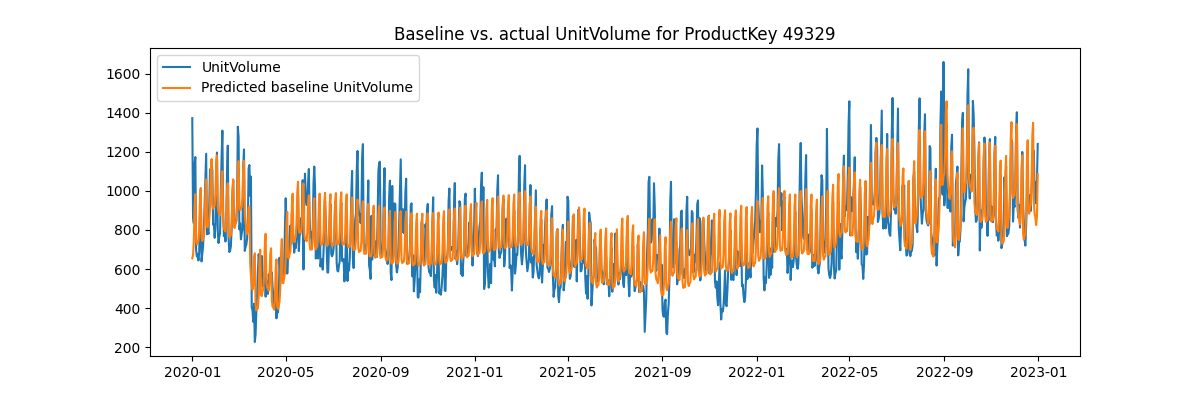 Baseline vs. actual UnitVolume for ProductKey 49329
UnitVolume
Predicted baseline UnitVolume
1600
1400
1200
1000
800
600
400
200
2020-01 2020-05 2020-09 2021-01 2021-05 2021-09 2022-01 2022-05 2022-09 2023-01